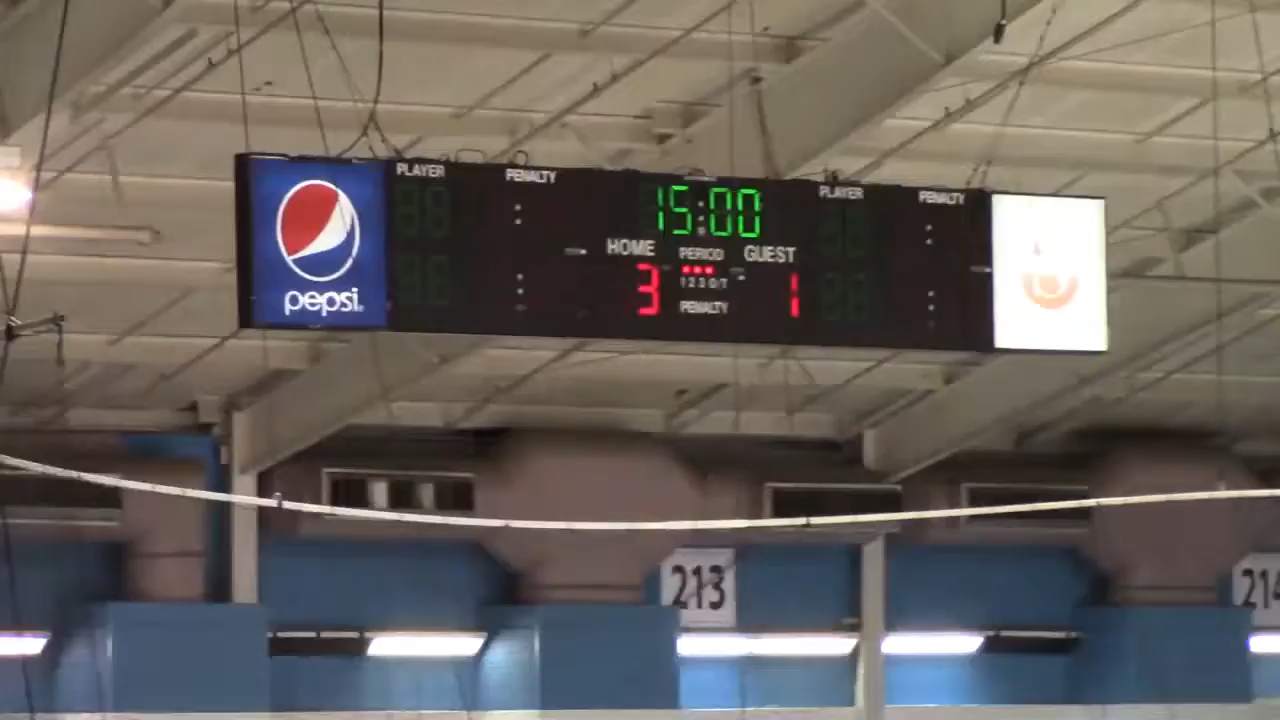 PLAYER
PENALTY
15:00
PLAYER
PENALTY
HOME
PERIOD
GUEST
3
1 2 3 O/T
1
PENALTY
pepsi
213
214